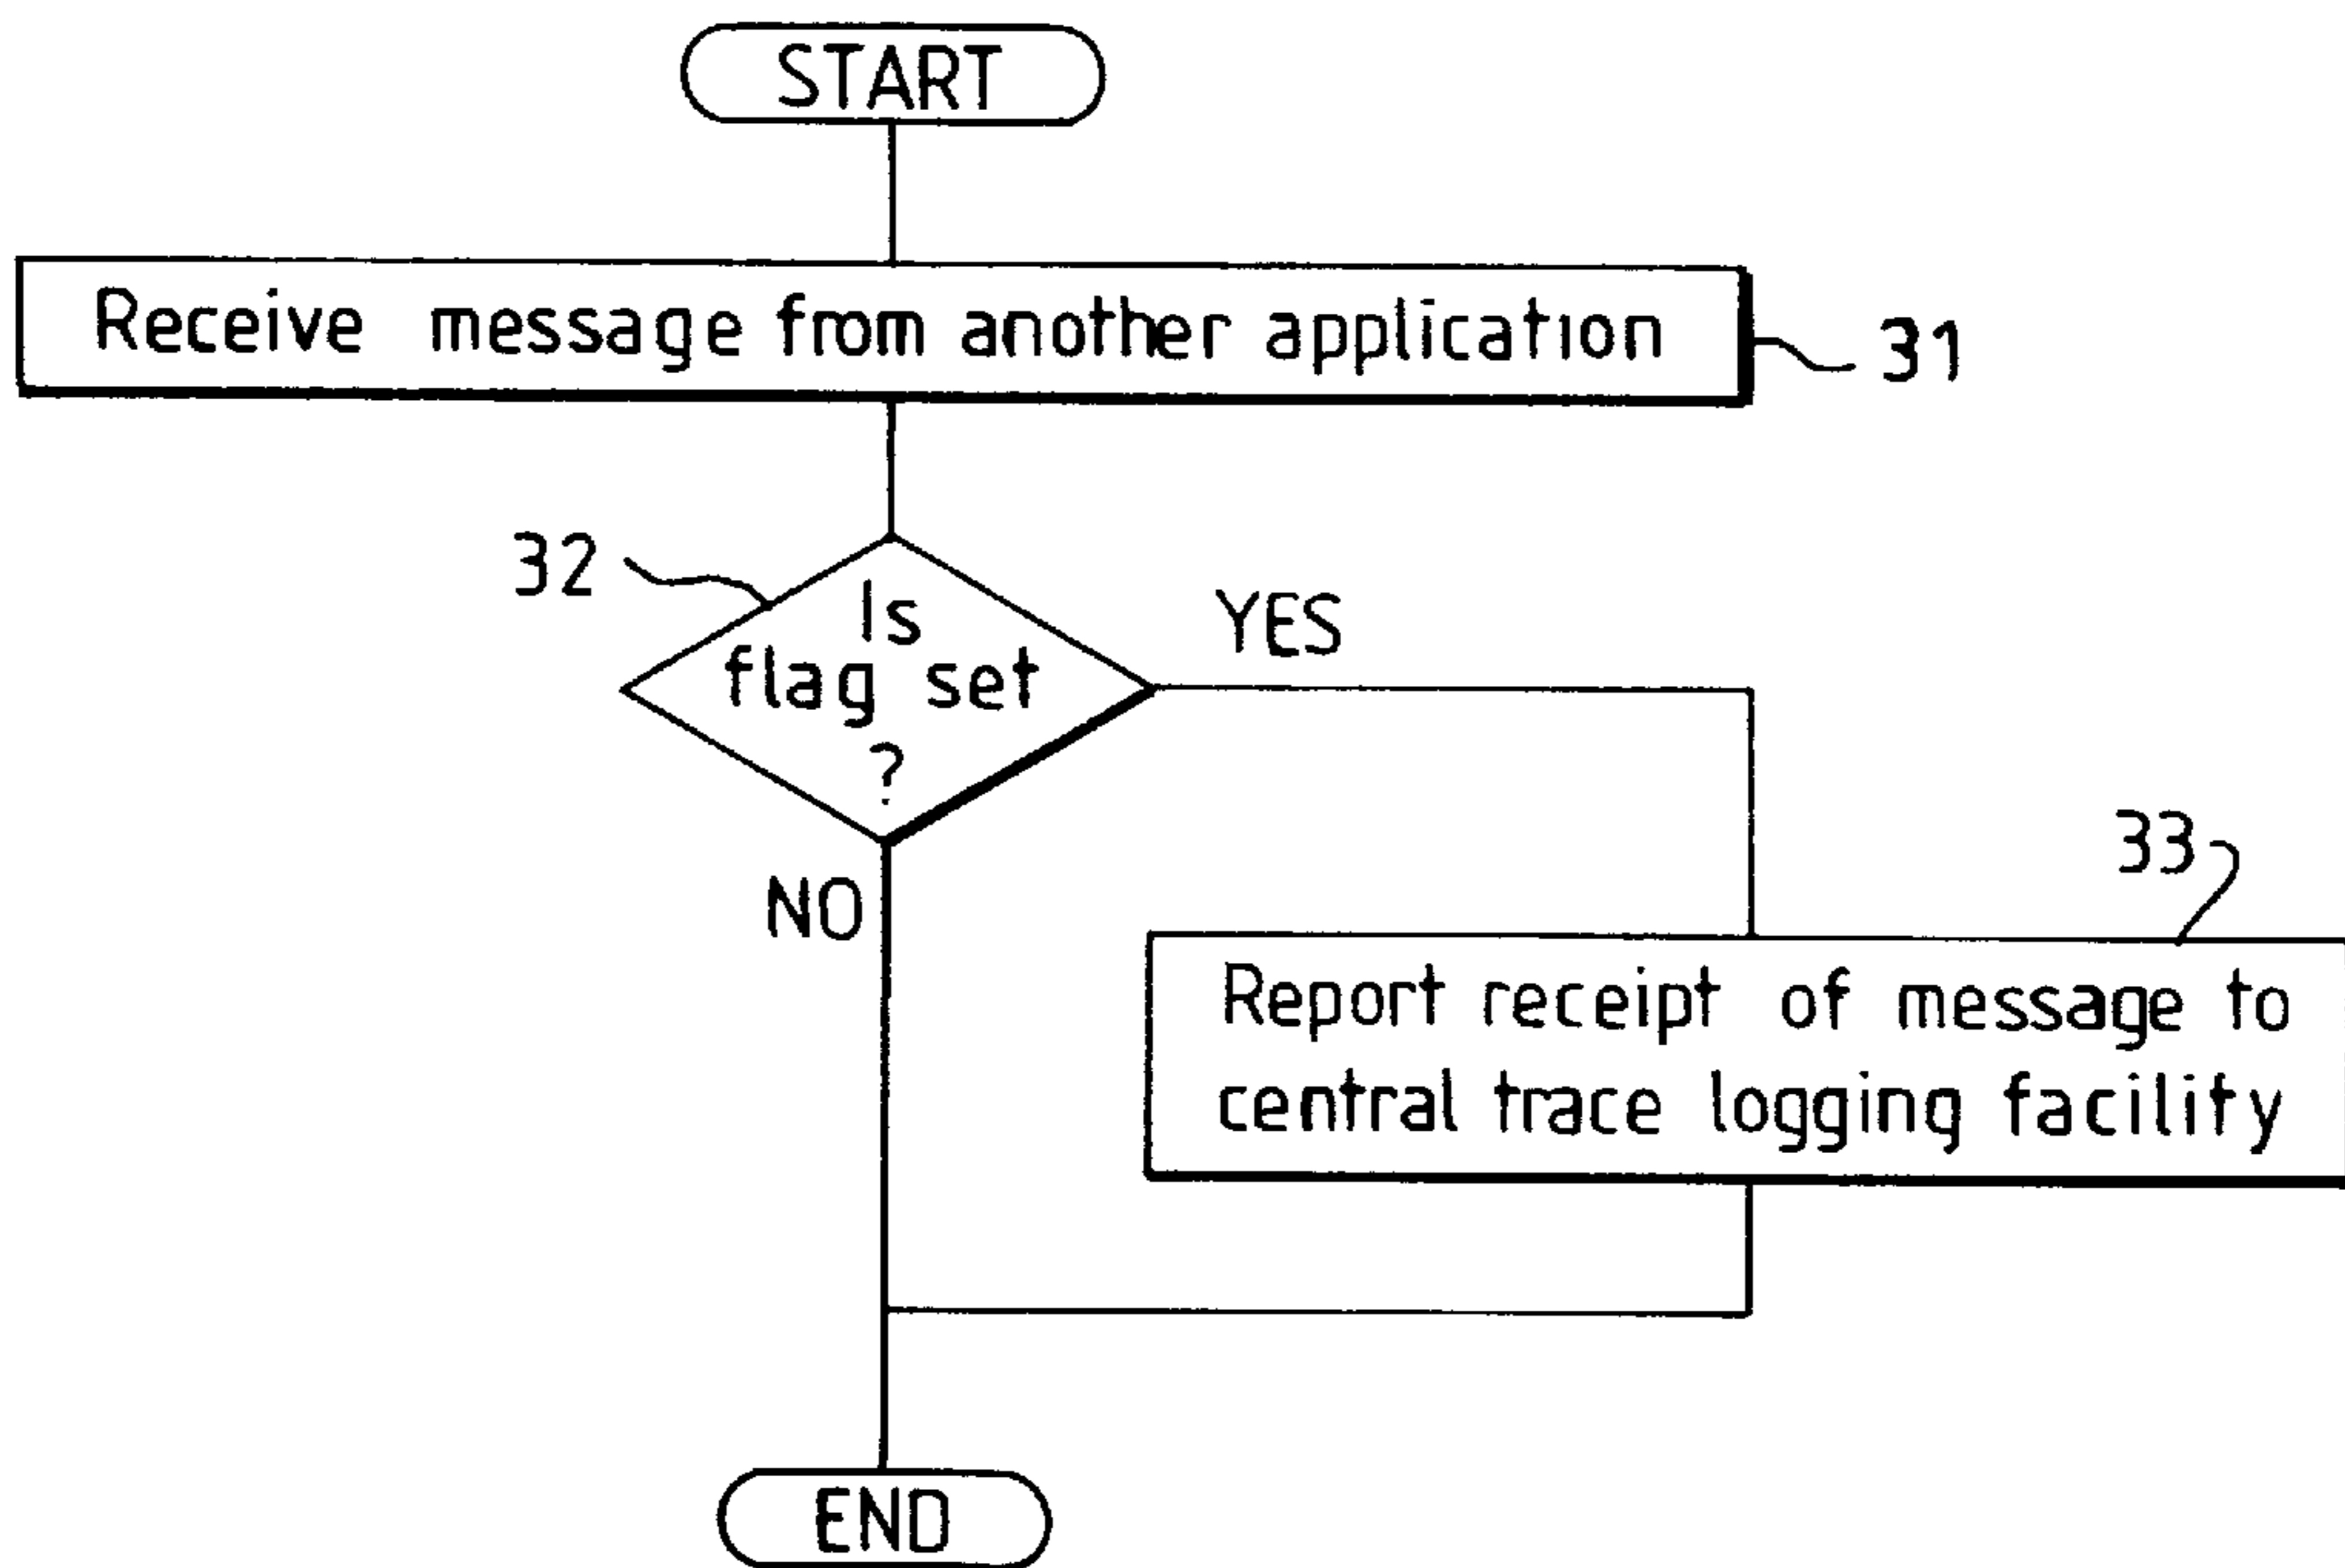 START
Receive message from another application
31
32
Is
flag set
?
YES
NO
33
Report receipt of message to
central trace logging facility
END